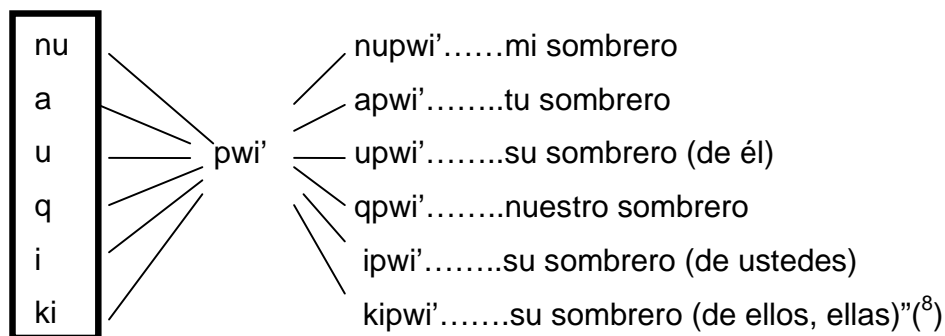 nu nupwi’……mi sombrero
a apwi’……..tu sombrero
u pwi’ upwi’……..su sombrero (de él)
q qpwi’……..nuestro sombrero
i ipwi’……..su sombrero (de ustedes)
ki kipwi’…….su sombrero (de ellos, ellas)”(⁸)